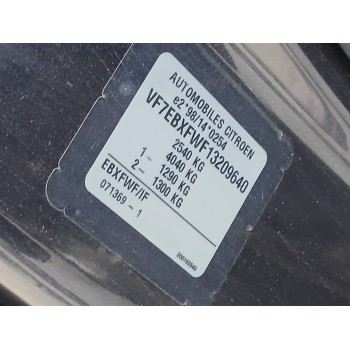 AUTOMOBILES CITROEN
e2*98/14*0254
VF7EBXFWF13209640
2540 KG
4040 KG
1- 1290 KG
2- 1300 KG
EBXFWF/IF
071369 - 1